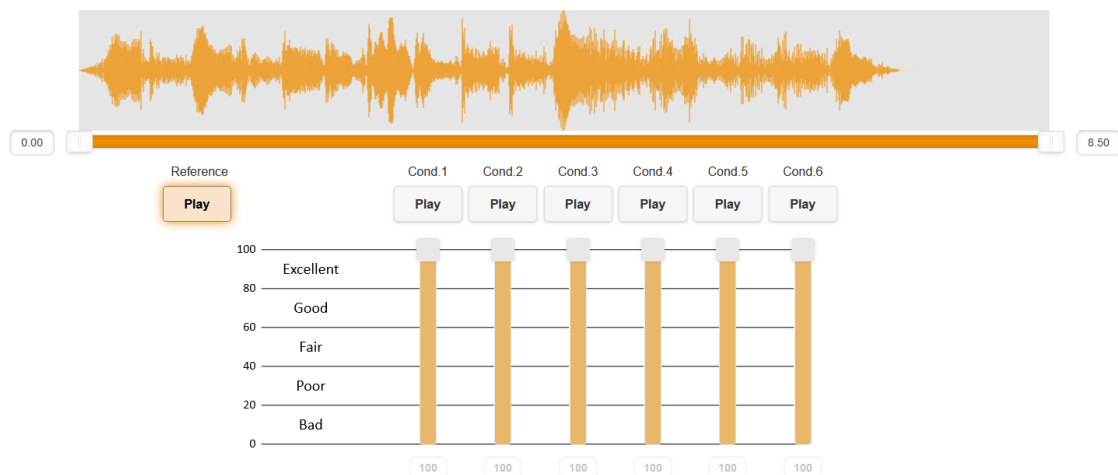 0.00 8.50
Reference Cond.1 Cond.2 Cond.3 Cond.4 Cond.5 Cond.6
Play Play Play Play Play Play Play
100
Excellent
80
Good
60
Fair
40
Poor
20
Bad
0
100 100 100 100 100 100